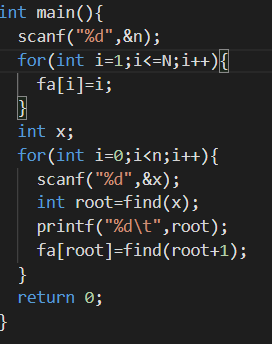 int main(){
scanf("%d",&n);
for(int i=1;i<=N;i++){
fa[i]=i;
}
int x;
for(int i=0;i<n;i++){
scanf("%d",&x);
int root=find(x);
printf("%d\t",root);
fa[root]=find(root+1);
}
return 0;
}